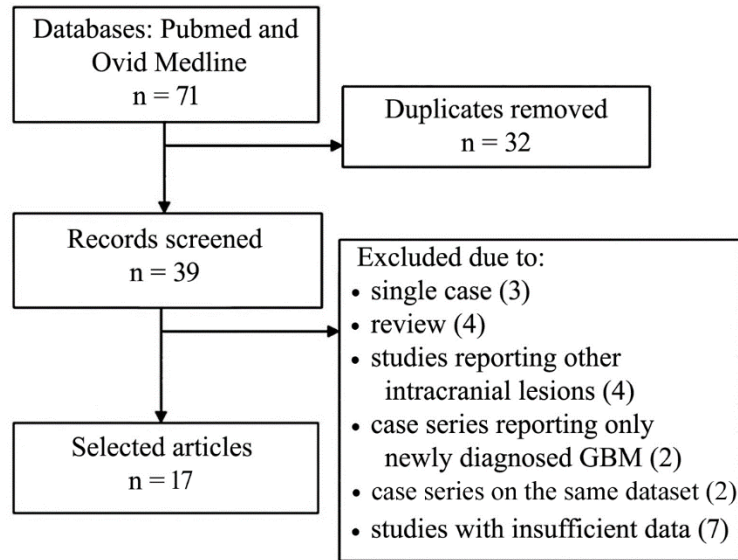 Databases: Pubmed and
Ovid Medline
n = 71
Duplicates removed
n = 32
Records screened
n = 39
Excluded due to:
• single case (3)
• review (4)
• studies reporting other
intracranial lesions (4)
• case series reporting only
newly diagnosed GBM (2)
• case series on the same dataset (2)
• studies with insufficient data (7)
Selected articles
n = 17